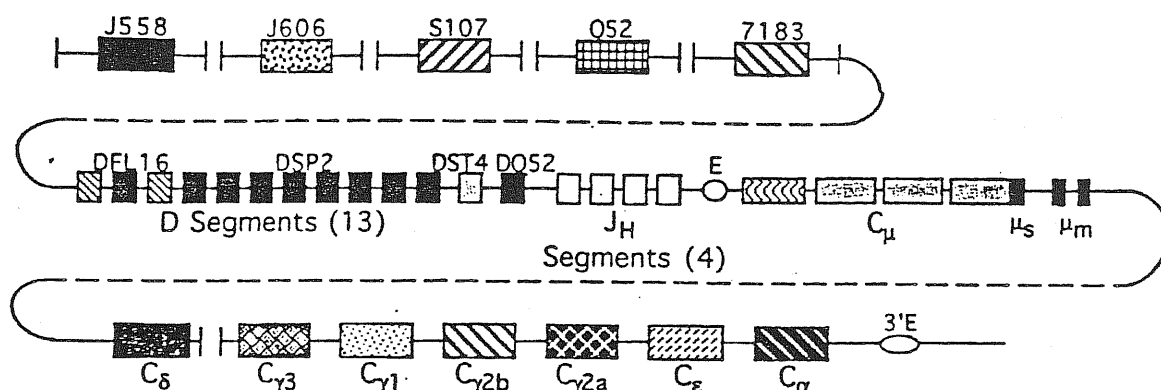 J558 J606 S107 Q52 7183
DFL16 DSP2 DST4 DQ52 E
D Segments (13) J_H C_μ μ_s μ_m
Segments (4)
3'E
C_δ C_γ3 C_γ1 C_γ2b C_γ2a C_ε C_α